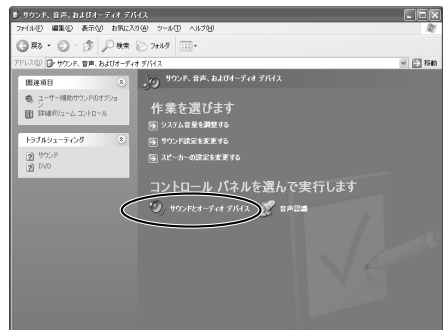 サウンド、音声、およびオーディオ デバイス
ファイル(F) 編集(E) 表示(V) お気に入り(A) ツール(T) ヘルプ(H)
戻る 検索 フォルダ
アドレス(D) サウンド、音声、およびオーディオ デバイス 移動
関連項目
ユーザー補助サウンドのオプション
詳細ボリューム コントロール
トラブルシューティング
サウンド
DVD
サウンド、音声、およびオーディオ デバイス
作業を選びます
システム音量を調整する
サウンド設定を変更する
スピーカーの設定を変更する
コントロール パネルを選んで実行します
サウンドとオーディオ デバイス 音声認識